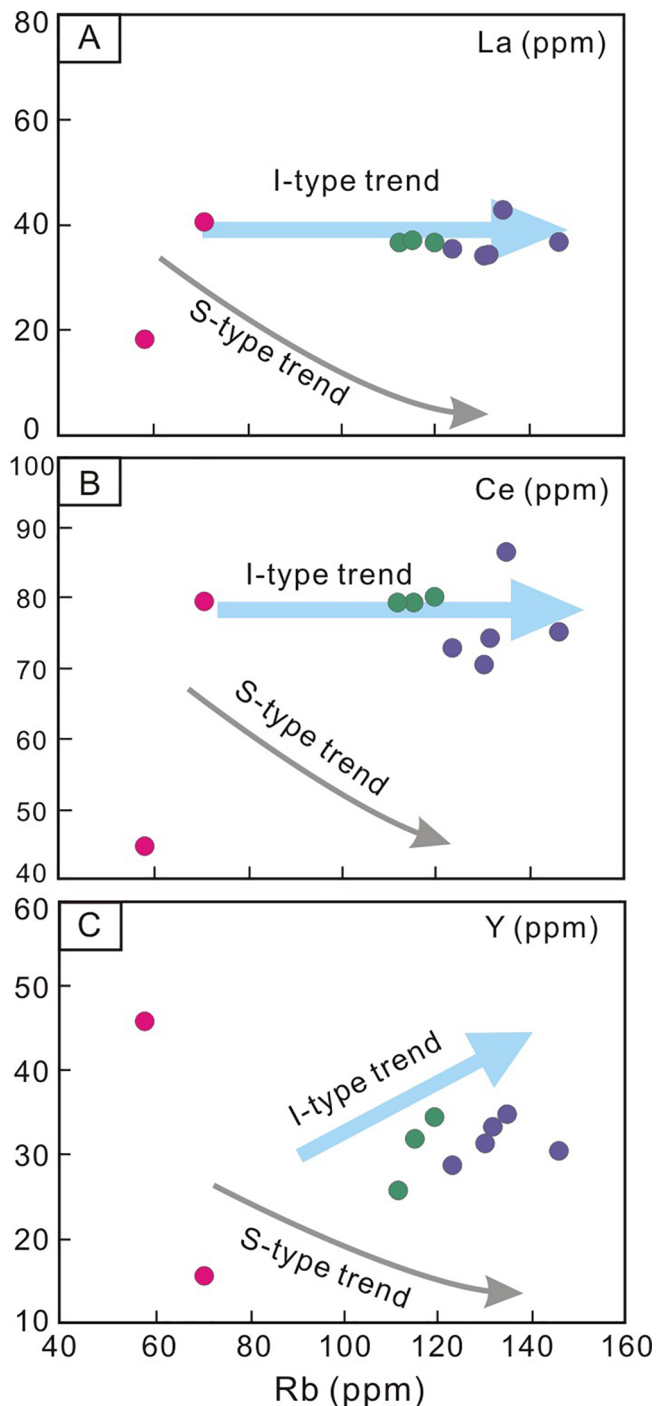 80
A
La (ppm)
60
I-type trend
40
S-type trend
20
0
100
B
Ce (ppm)
90
I-type trend
80
70
S-type trend
60
50
40
60
C
Y (ppm)
50
I-type trend
40
30
20
S-type trend
10
40 60 80 100 120 140 160
Rb (ppm)